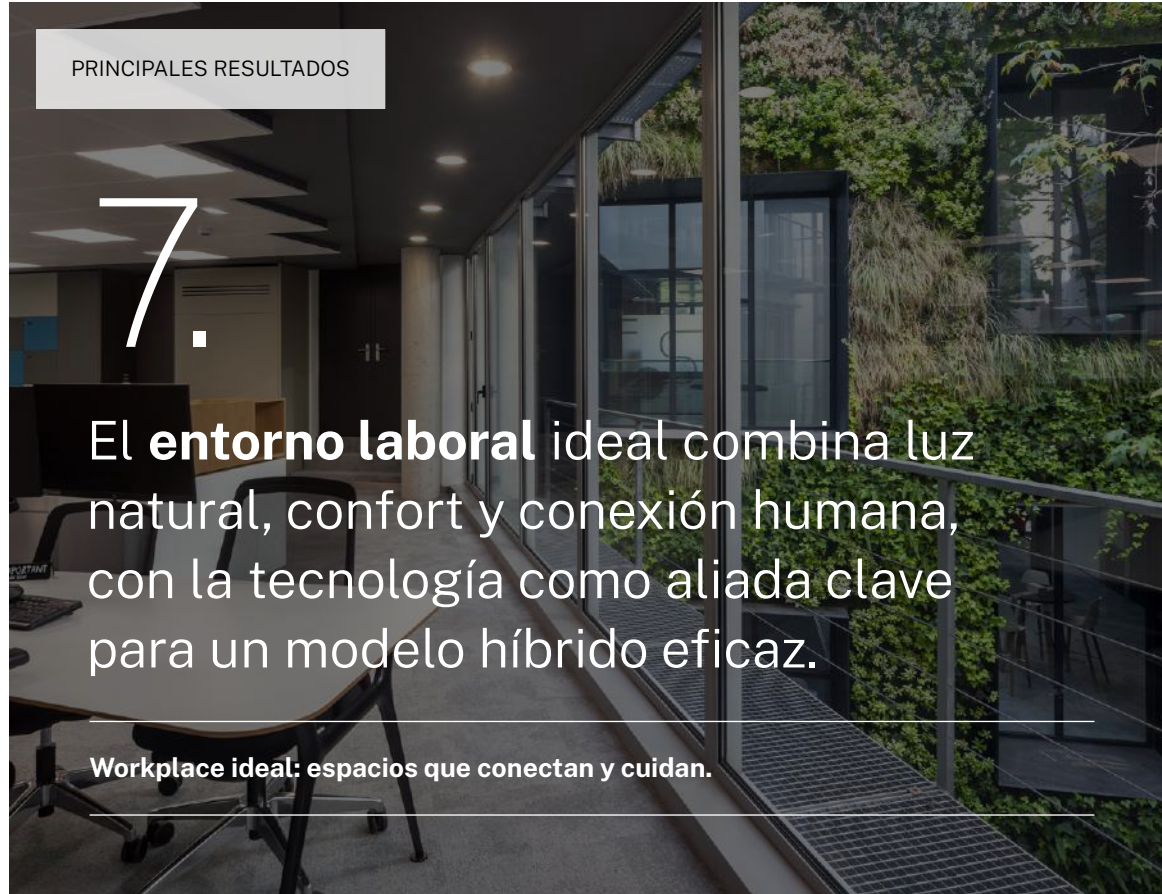 PRINCIPALES RESULTADOS
7.
El entorno laboral ideal combina luz
natural, confort y conexión humana,
con la tecnología como aliada clave
para un modelo híbrido eficaz.
IMPORTANT
Workplace ideal: espacios que conectan y cuidan.